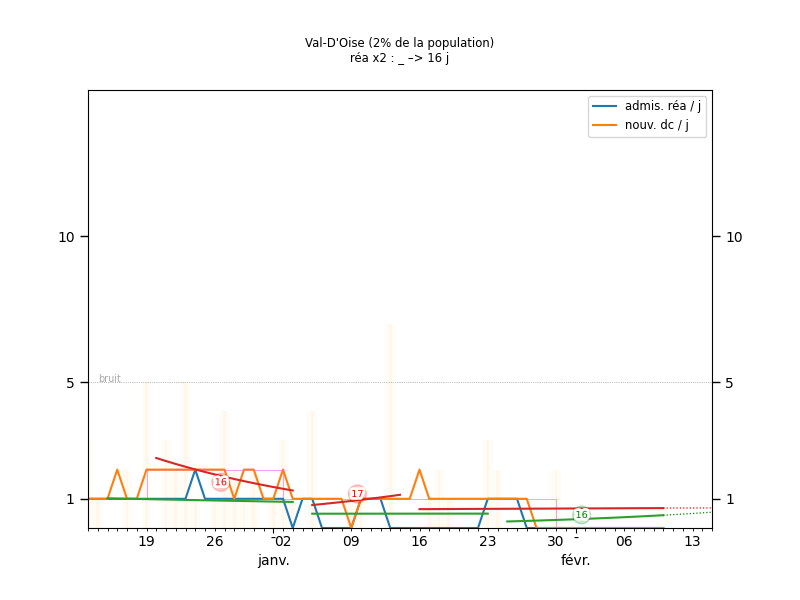 Val-D'Oise (2% de la population)
réa x2 : _ –> 16 j
admis. réa / j
nouv. dc / j
10
10
bruit
5
5
16
17
16
1
1
19
26
02
09
16
23
30
06
13
janv.
févr.